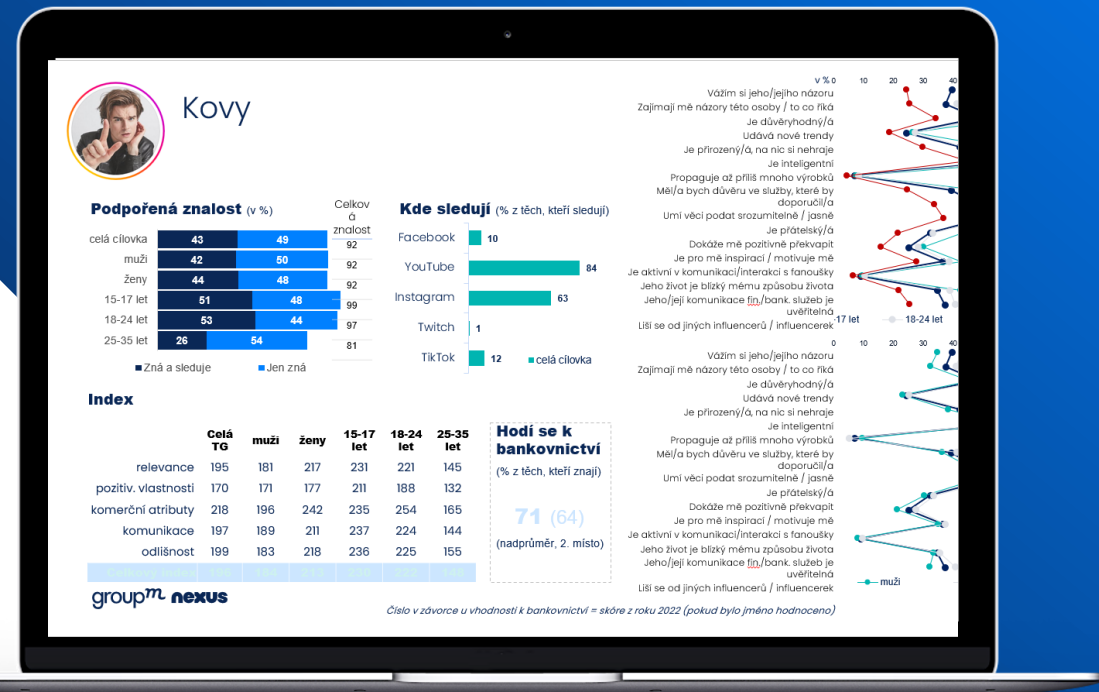 Kovy
Podpořená znalost (v %)
Celkov
á
znalost
celá cílovka 43 49 92
muži 42 50 92
ženy 44 48 92
15-17 let 51 48 99
18-24 let 53 44 97
25-35 let 26 54 81
Zná a sleduje Jen zná
Kde sledují (% z těch, kteří sledují)
Facebook 10
YouTube 84
Instagram 63
Twitch 1
TikTok 12
celá cílovka
Index
Celá TG muži ženy 15-17 let 18-24 let 25-35 let
relevance 195 181 217 231 221 145
pozitiv. vlastnosti 170 171 177 211 188 132
komerční atributy 218 196 242 235 254 165
komunikace 197 189 211 237 224 144
odlišnost 199 183 218 236 225 155
Celkový index
Hodí se k
bankovnictví
(% z těch, kteří znají)
71 (64)
(nadprůměr, 2. místo)
v % 0 10 20 30 40
Vážím si jeho/jejího názoru
Zajímají mě názory této osoby / to co říká
Je důvěryhodný/á
Udává nové trendy
Je přirozený/á, na nic si nehraje
Je inteligentní
Propaguje až příliš mnoho výrobků
Měl/a bych důvěru ve služby, které by
doporučil/a
Umí věci podat srozumitelně / jasně
Je přátelský/á
Dokáže mě pozitivně překvapit
Je pro mě inspirací / motivuje mě
Je aktivní v komunikaci/interakci s fanoušky
Jeho život je blízký mému způsobu života
Jeho/její komunikace fin./bank. služeb je
uvěřitelná
Liší se od jiných influencerů / influencerek
-17 let 18-24 let
0 10 20 30 40
Vážím si jeho/jejího názoru
Zajímají mě názory této osoby / to co říká
Je důvěryhodný/á
Udává nové trendy
Je přirozený/á, na nic si nehraje
Je inteligentní
Propaguje až příliš mnoho výrobků
Měl/a bych důvěru ve služby, které by
doporučil/a
Umí věci podat srozumitelně / jasně
Je přátelský/á
Dokáže mě pozitivně překvapit
Je pro mě inspirací / motivuje mě
Je aktivní v komunikaci/interakci s fanoušky
Jeho život je blízký mému způsobu života
Jeho/její komunikace fin./bank. služeb je
uvěřitelná
Liší se od jiných influencerů / influencerek
muži
groupm nexus
Číslo v závorce u vhodnosti k bankovnictví = skóre z roku 2022 (pokud bylo jméno hodnoceno)